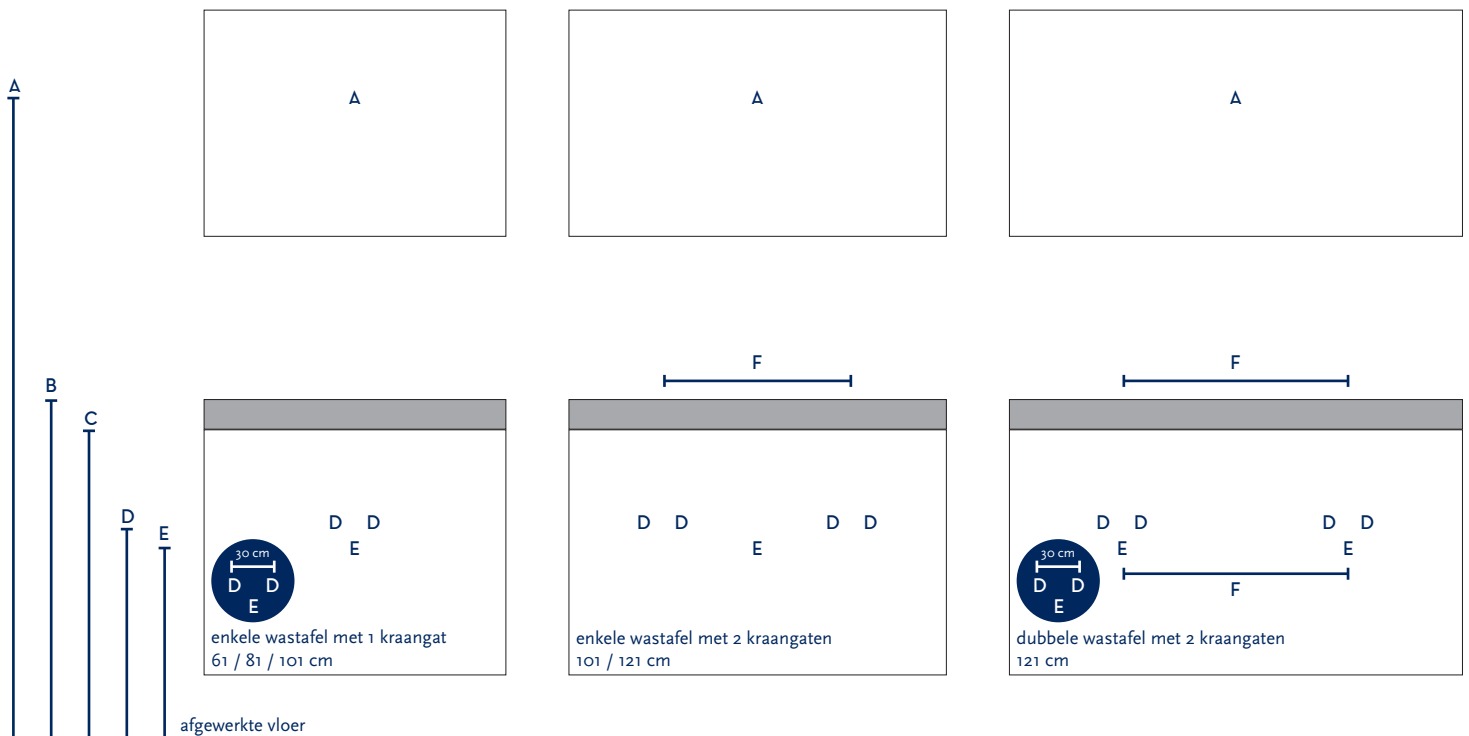 A
A
A
A
B
F
F
C
D
E
D D
E
30 cm
D D
E
enkele wastafel met 1 kraangat
61 / 81 / 101 cm
D D
D D
E
enkele wastafel met 2 kraangaten
101 / 121 cm
D D
D D
E
E
F
30 cm
D D
E
dubbele wastafel met 2 kraangaten
121 cm
afgewerkte vloer